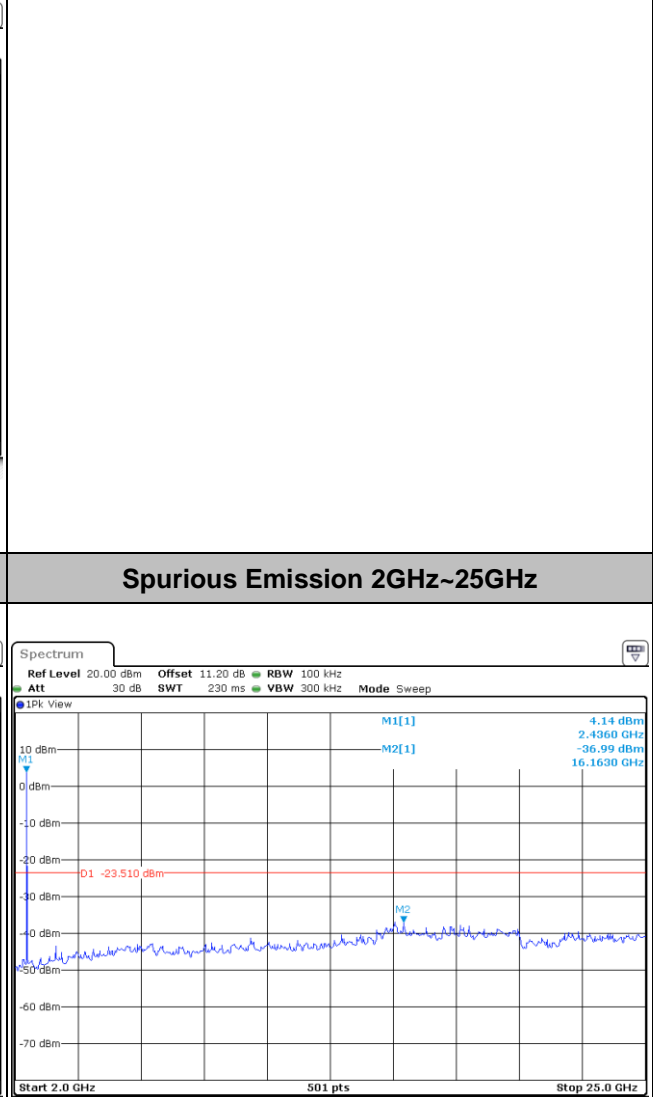 Spurious Emission 2GHz~25GHz
Spectrum
Ref Level 20.00 dBm Offset 11.20 dB RBW 100 kHz
Att 30 dB SWT 230 ms VBW 300 kHz Mode Sweep
1Pk View
M1[1] 4.14 dBm
2.4360 GHz
10 dBm M2[1] -36.99 dBm
M1 16.1630 GHz
0 dBm
-10 dBm
-20 dBm
D1 -23.510 dBm
-30 dBm
M2
-40 dBm
-50 dBm
-60 dBm
-70 dBm
Start 2.0 GHz 501 pts Stop 25.0 GHz